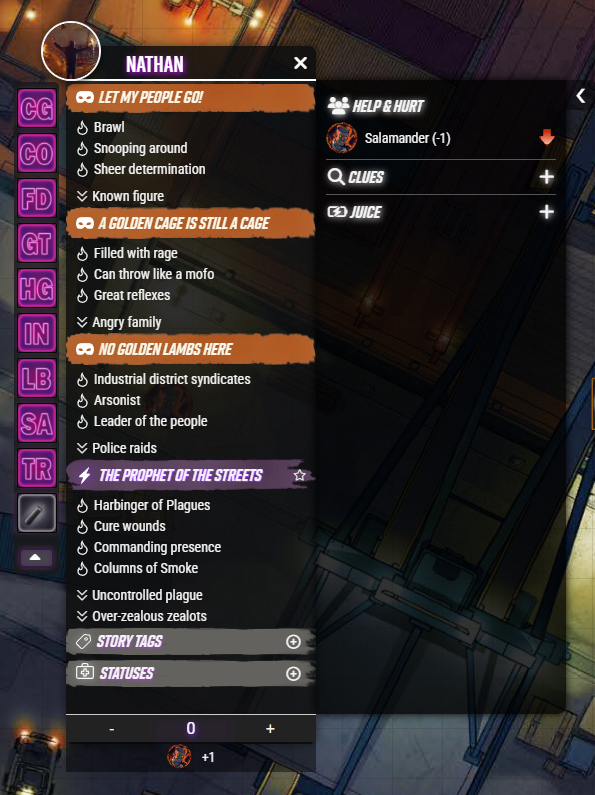 NATHAN
CG
CO
FD
GT
HG
IN
LB
SA
TR
LET MY PEOPLE GO!
Brawl
Snooping around
Sheer determination
Known figure
A GOLDEN CAGE IS STILL A CAGE
Filled with rage
Can throw like a mofo
Great reflexes
Angry family
NO GOLDEN LAMBS HERE
Industrial district syndicates
Arsonist
Leader of the people
Police raids
THE PROPHET OF THE STREETS
Harbinger of Plagues
Cure wounds
Commanding presence
Columns of Smoke
Uncontrolled plague
Over-zealous zealots
STORY TAGS
STATUSES
- 0 +
+1
HELP & HURT
Salamander (-1)
CLUES
JUICE